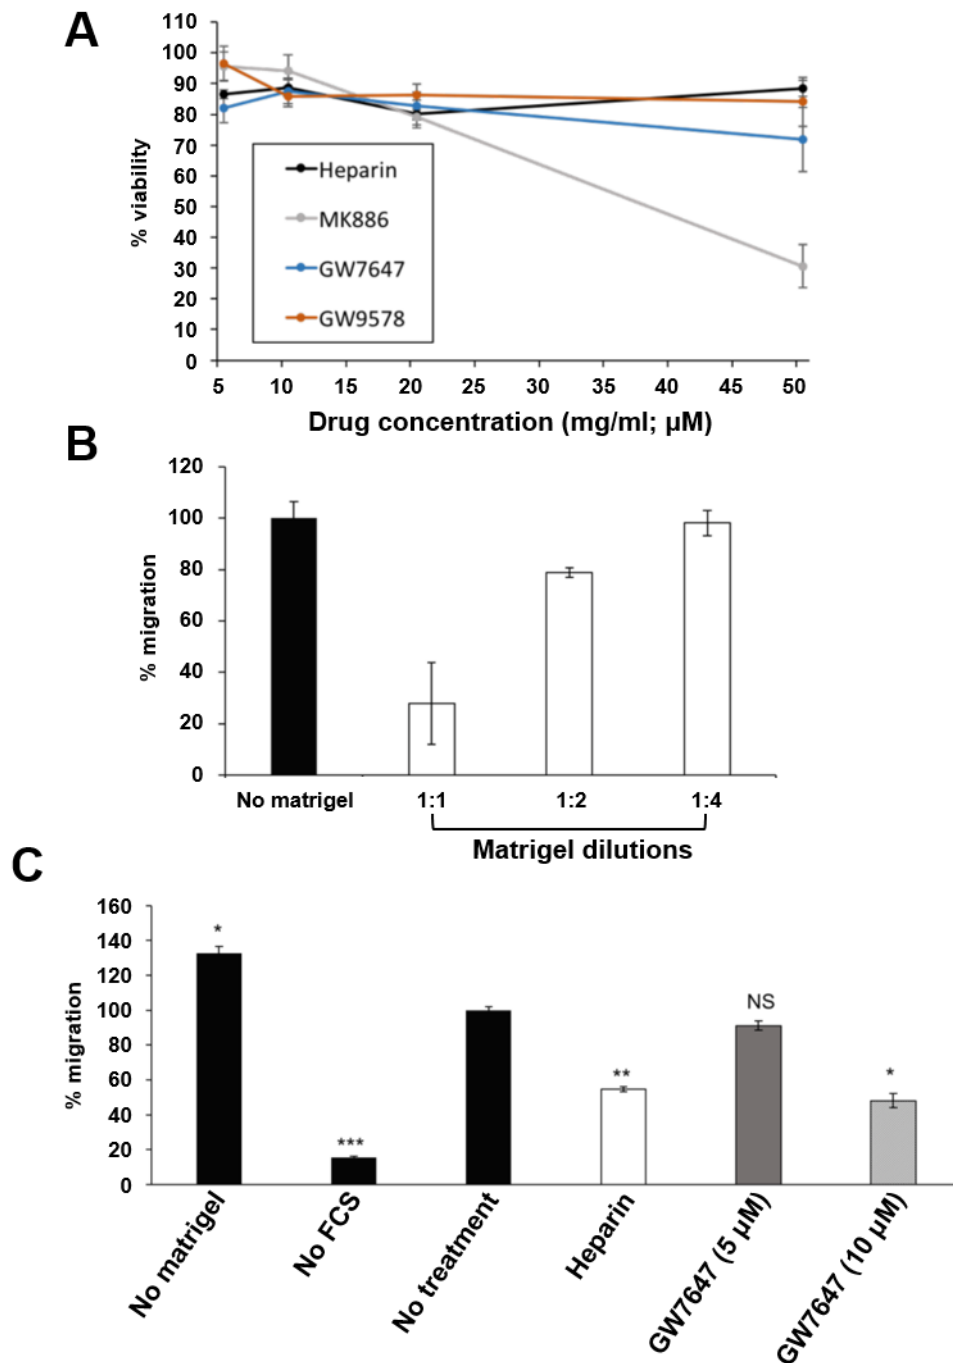 A
110
100
90
80
70
60
50
40
30
20
10
0
% viability
Heparin
MK886
GW7647
GW9578
5 10 15 20 25 30 35 40 45 50
Drug concentration (mg/ml; µM)
B
120
100
80
60
40
20
0
% migration
No matrigel 1:1 1:2 1:4
Matrigel dilutions
C
160
140
120
100
80
60
40
20
0
% migration
*
***
**
NS
*
No matrigel
No FCS
No treatment
Heparin
GW7647 (5 µM)
GW7647 (10 µM)